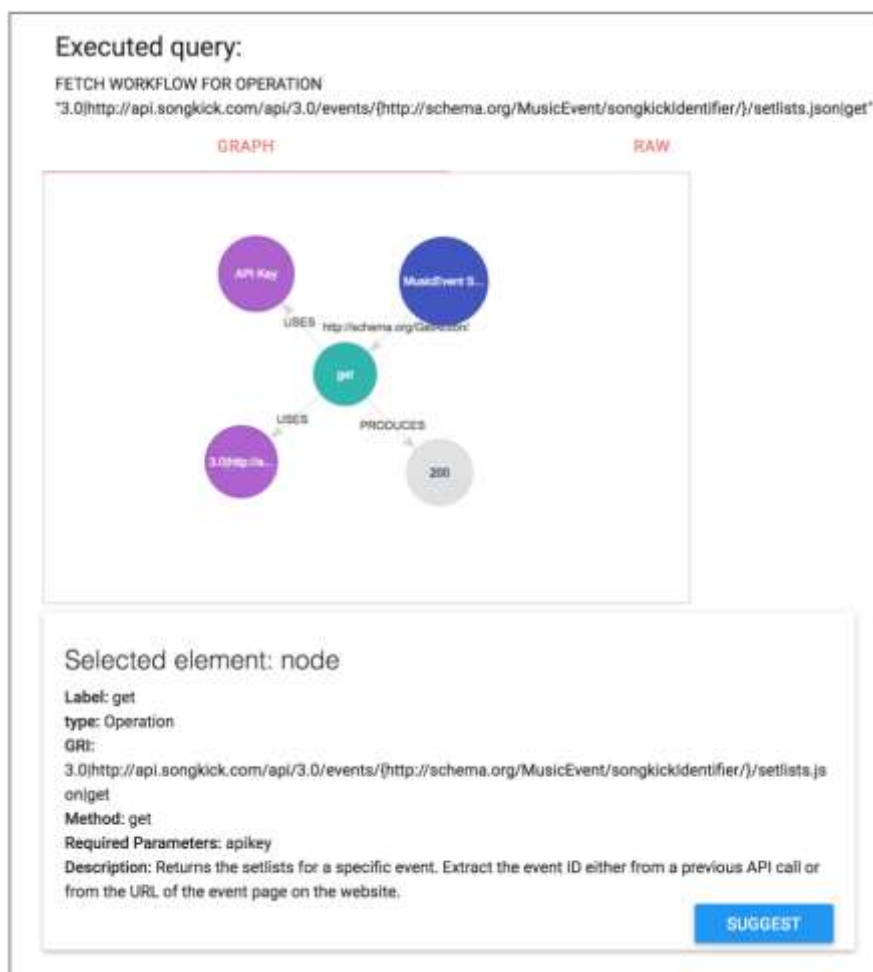 Executed query:
FETCH WORKFLOW FOR OPERATION
"3.0|http://api.songkick.com/api/3.0/events/{http://schema.org/MusicEvent/songkickIdentifier/}/setlists.json|get"
GRAPH RAW
API Key
MusicEvent S...
USES
get
USES
PRODUCES
3.0|http://a...
200
Selected element: node
Label: get
type: Operation
GRI:
3.0|http://api.songkick.com/api/3.0/events/{http://schema.org/MusicEvent/songkickIdentifier/}/setlists.js
on|get
Method: get
Required Parameters: apikey
Description: Returns the setlists for a specific event. Extract the event ID either from a previous API call or
from the URL of the event page on the website.
SUGGEST